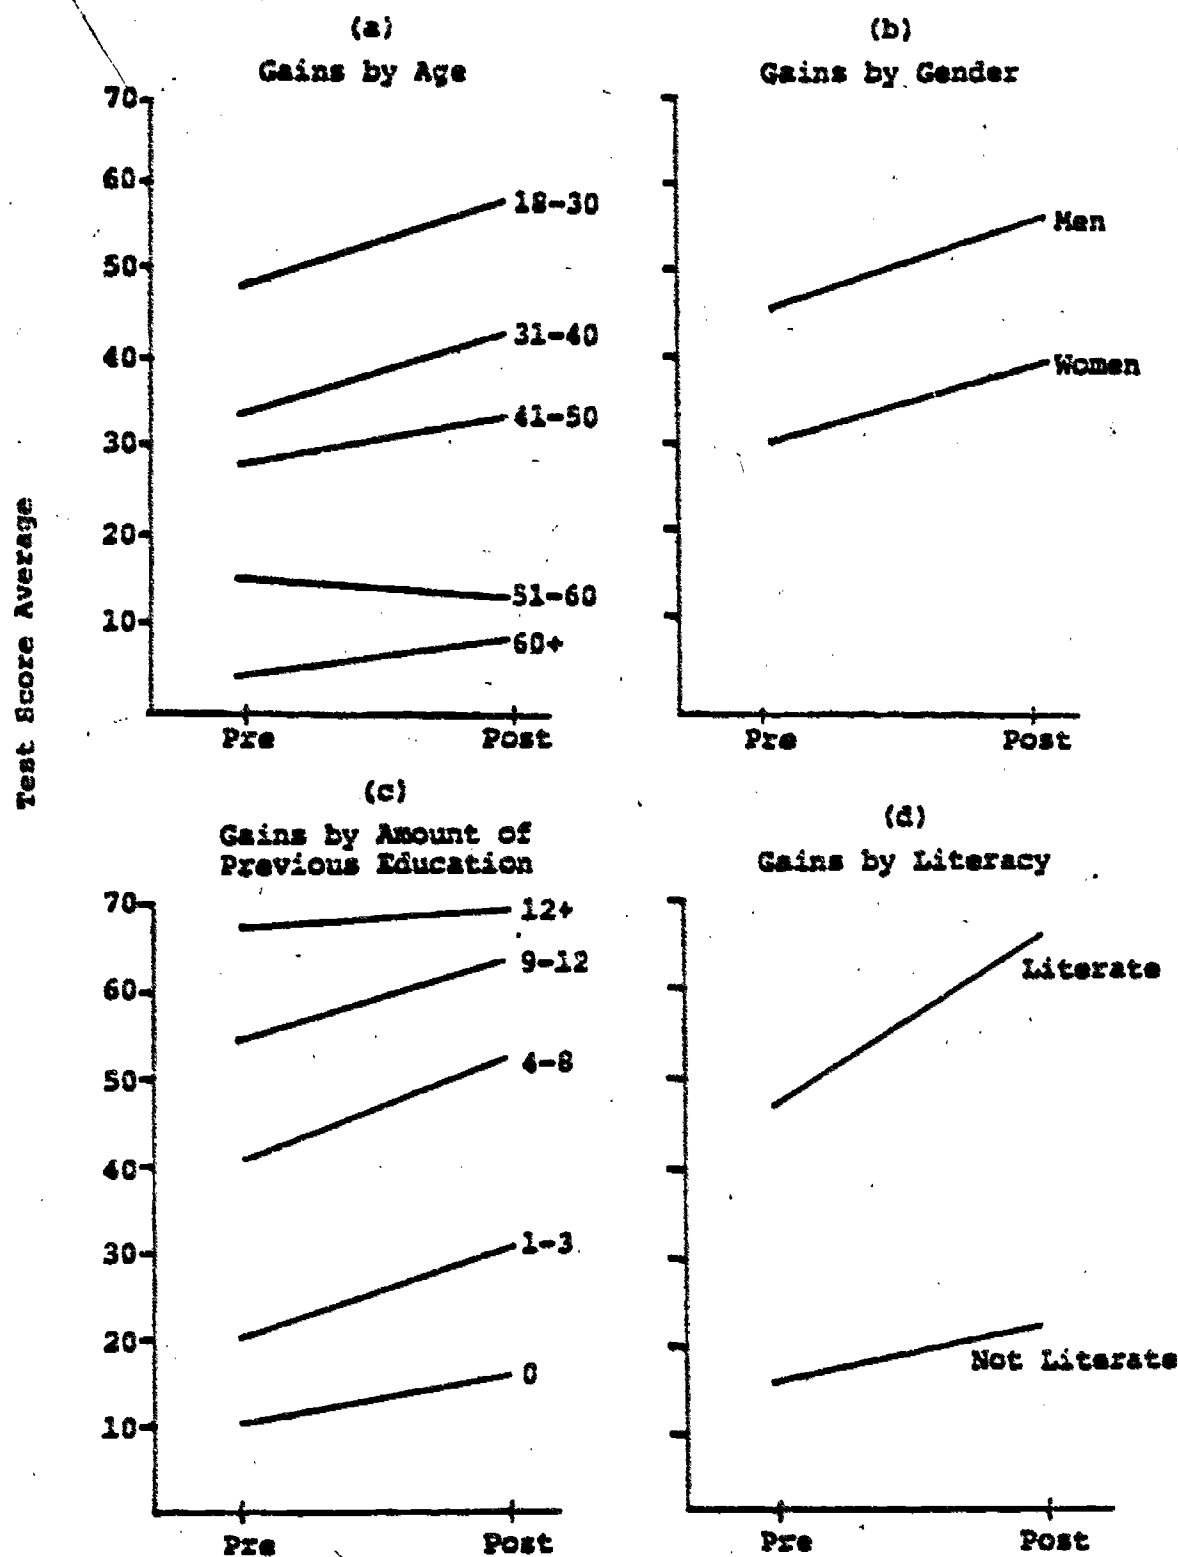 (a)
Gains by Age
70
60
50
40
30
20
10
18-30
31-40
41-50
51-60
60+
Pre Post
(b)
Gains by Gender
Men
Women
Pre Post
Test Score Average
(c)
Gains by Amount of
Previous Education
70
60
50
40
30
20
10
12+
9-12
4-8
1-3
0
Pre Post
(d)
Gains by Literacy
Literate
Not Literate
Pre Post